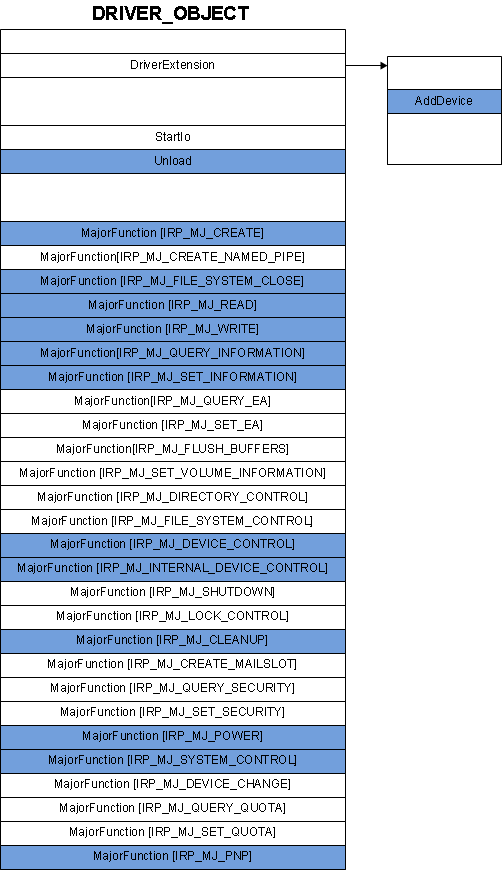 DRIVER_OBJECT
DriverExtension
AddDevice
StartIo
Unload
MajorFunction [IRP_MJ_CREATE]
MajorFunction[IRP_MJ_CREATE_NAMED_PIPE]
MajorFunction [IRP_MJ_FILE_SYSTEM_CLOSE]
MajorFunction [IRP_MJ_READ]
MajorFunction [IRP_MJ_WRITE]
MajorFunction[IRP_MJ_QUERY_INFORMATION]
MajorFunction [IRP_MJ_SET_INFORMATION]
MajorFunction[IRP_MJ_QUERY_EA]
MajorFunction [IRP_MJ_SET_EA]
MajorFunction[IRP_MJ_FLUSH_BUFFERS]
MajorFunction [IRP_MJ_SET_VOLUME_INFORMATION]
MajorFunction [IRP_MJ_DIRECTORY_CONTROL]
MajorFunction [IRP_MJ_FILE_SYSTEM_CONTROL]
MajorFunction [IRP_MJ_DEVICE_CONTROL]
MajorFunction [IRP_MJ_INTERNAL_DEVICE_CONTROL]
MajorFunction [IRP_MJ_SHUTDOWN]
MajorFunction [IRP_MJ_LOCK_CONTROL]
MajorFunction [IRP_MJ_CLEANUP]
MajorFunction [IRP_MJ_CREATE_MAILSLOT]
MajorFunction [IRP_MJ_QUERY_SECURITY]
MajorFunction [IRP_MJ_SET_SECURITY]
MajorFunction [IRP_MJ_POWER]
MajorFunction [IRP_MJ_SYSTEM_CONTROL]
MajorFunction [IRP_MJ_DEVICE_CHANGE]
MajorFunction [IRP_MJ_QUERY_QUOTA]
MajorFunction [IRP_MJ_SET_QUOTA]
MajorFunction [IRP_MJ_PNP]